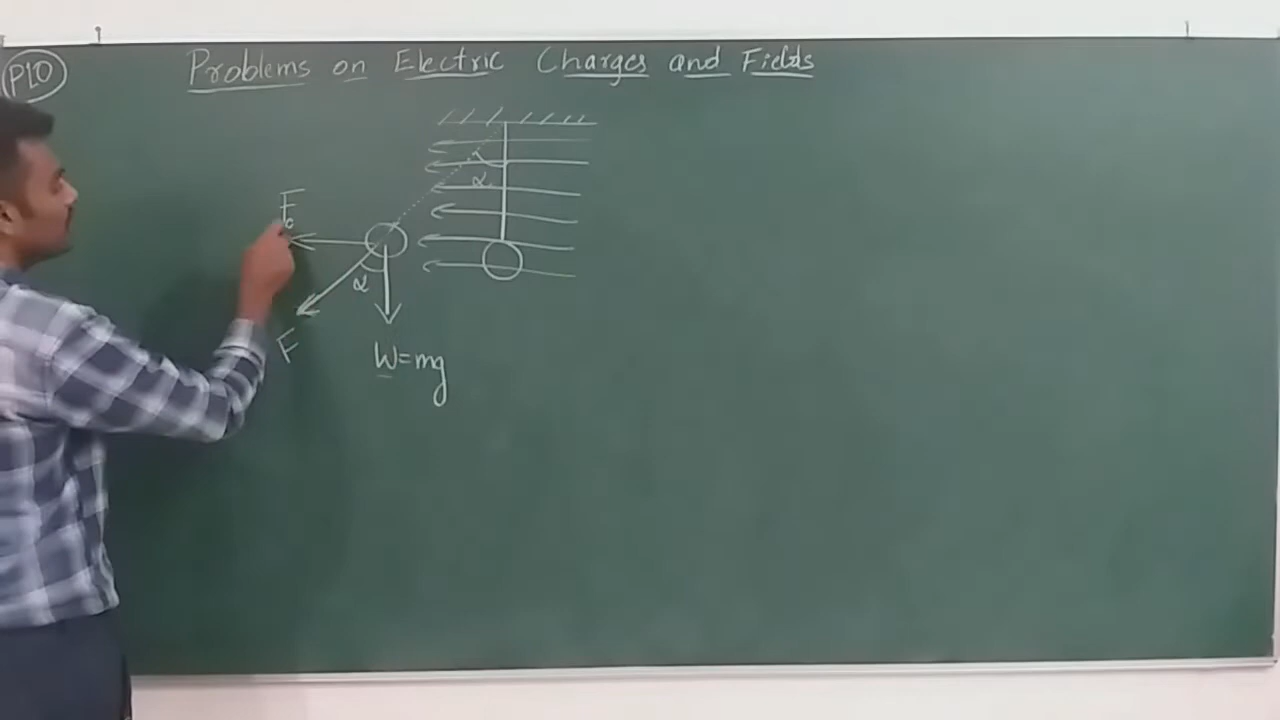 P10
Problems on Electric Charges and Fields
α
α
F
W=mg